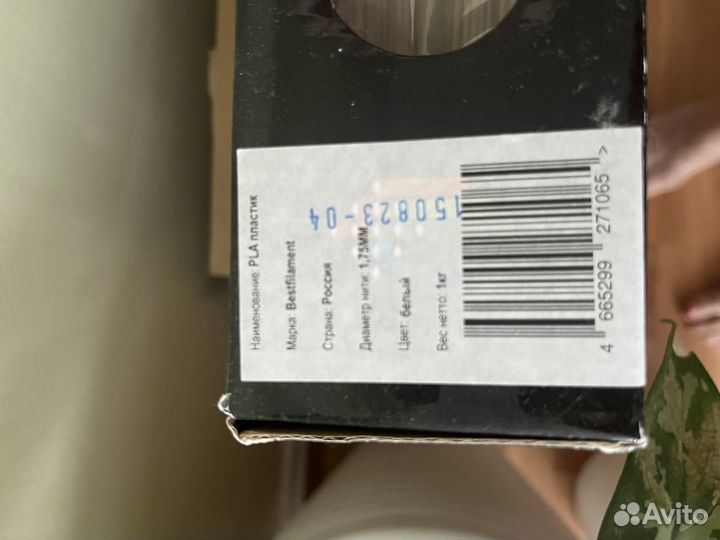 Наименование: PLA пластик
Марка: Bestfilament
Страна: Россия
Диаметр нити: 1,75мм
Цвет: белый
Вес нетто: 1кг
150823-04
4 665299 271065 >
Avito